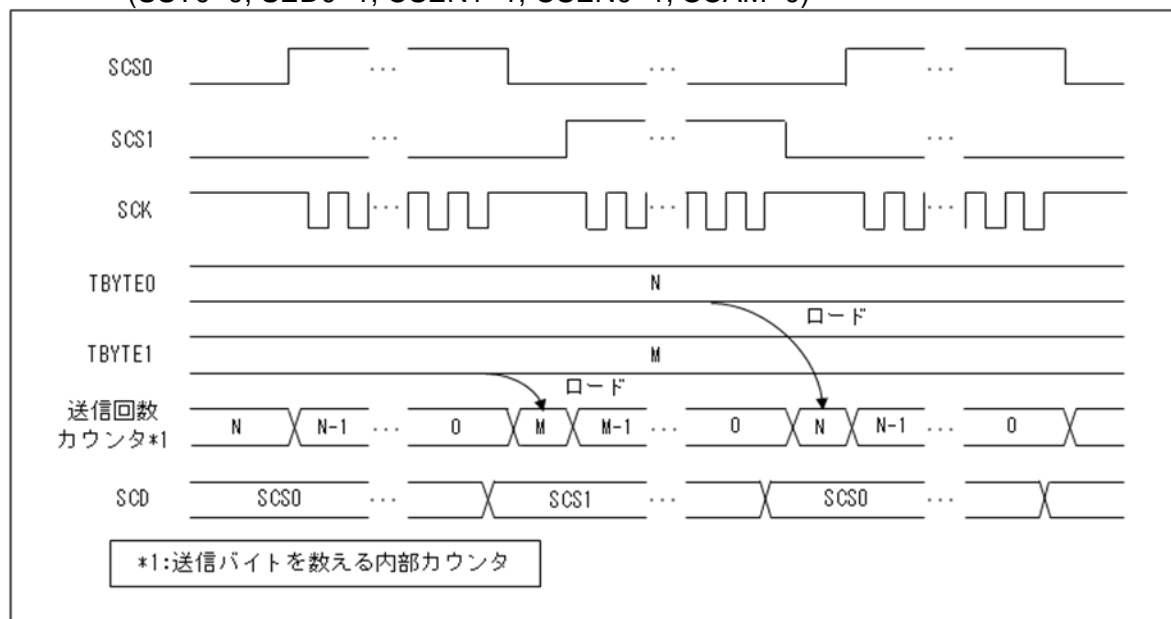 SCS0 ... ... ...
SCS1 ... ... ...
SCK ... ... ...
TBYTE0 N
ロード
TBYTE1 M
ロード
送信回数
カウンタ*1 N N-1 ... 0 M M-1 ... 0 N N-1 ... 0
SCD SCS0 ... SCS1 ... SCS0 ...
*1:送信バイトを数える内部カウンタ